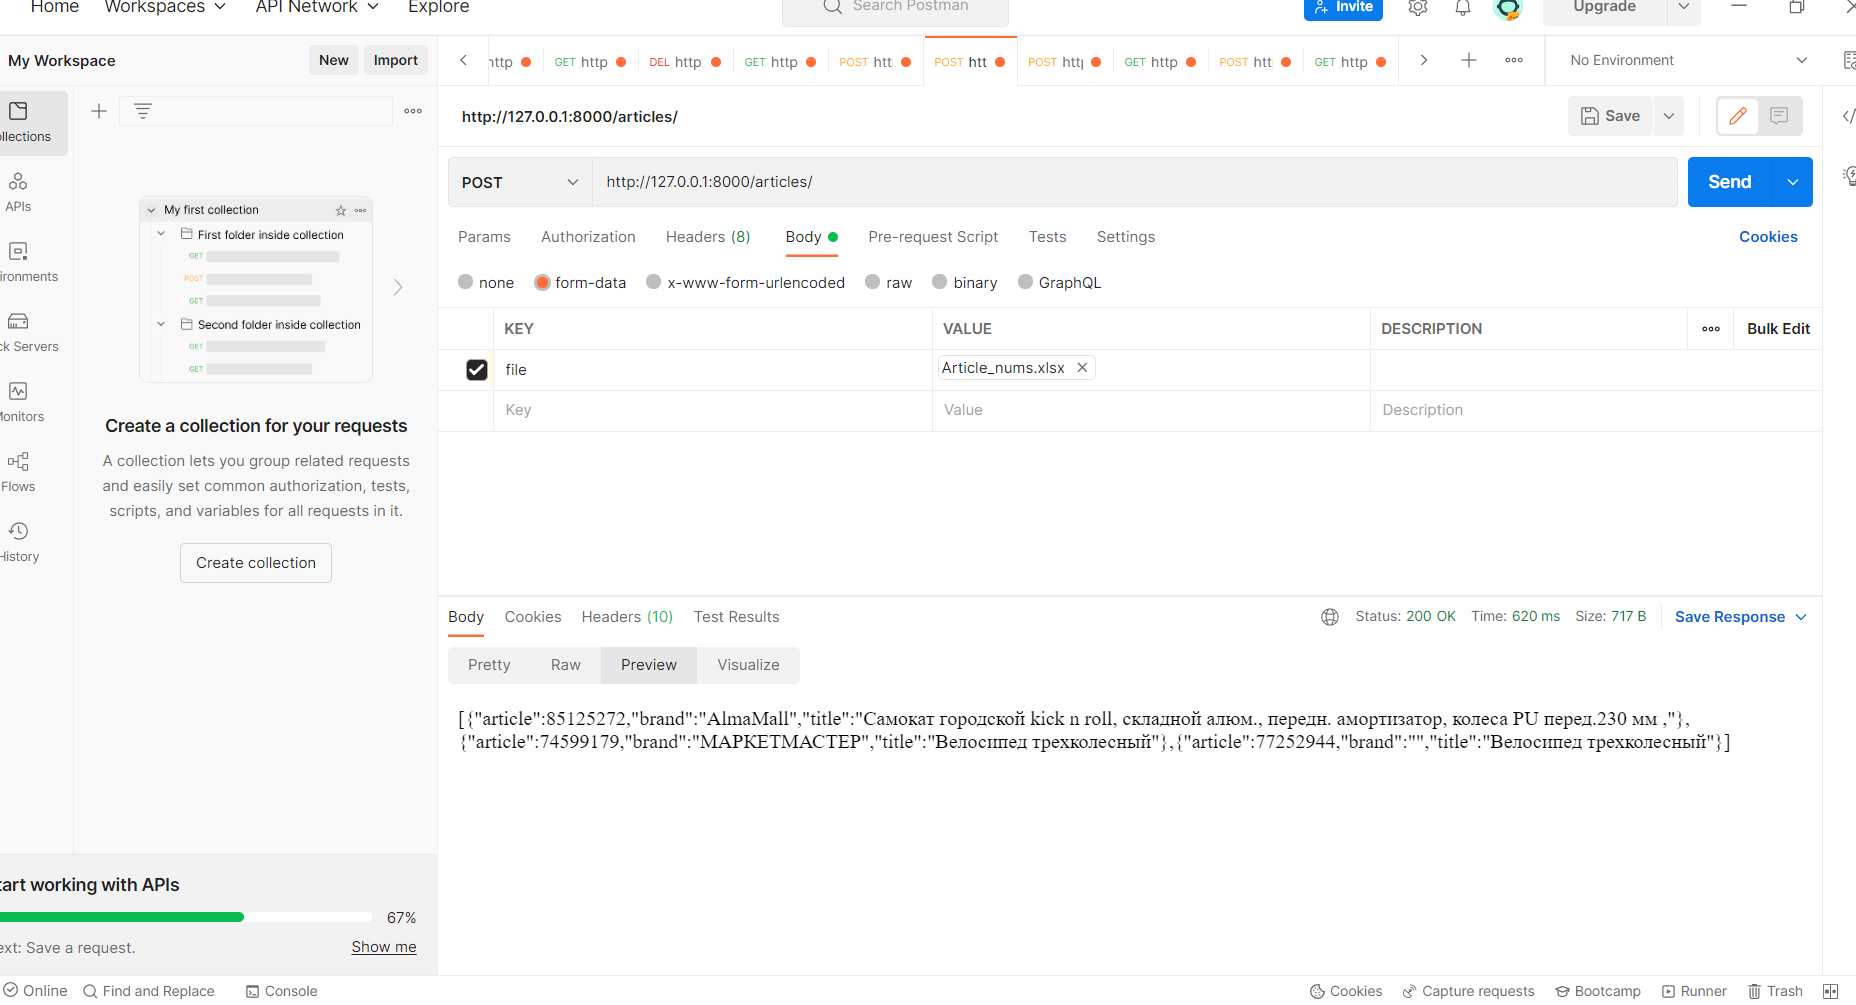 Home Workspaces API Network Explore Search Postman Invite Upgrade
My Workspace New Import http GET http DEL http GET http POST htt POST htt POST http GET http POST htt GET http No Environment
http://127.0.0.1:8000/articles/ Save
llections
POST http://127.0.0.1:8000/articles/ Send
APIs
My first collection
First folder inside collection
GET
POST
GET
Second folder inside collection
GET
GET
Params Authorization Headers (8) Body Pre-request Script Tests Settings Cookies
ironments
none form-data x-www-form-urlencoded raw binary GraphQL
KEY VALUE DESCRIPTION Bulk Edit
ck Servers
file Article_nums.xlsx
Key Value Description
Monitors
Create a collection for your requests
A collection lets you group related requests
and easily set common authorization, tests,
scripts, and variables for all requests in it.
Flows
History
Create collection
Body Cookies Headers (10) Test Results Status: 200 OK Time: 620 ms Size: 717 B Save Response
Pretty Raw Preview Visualize
[{"article":85125272,"brand":"AlmaMall","title":"Самокат городской kick n roll, складной алюм., передн. амортизатор, колеса PU перед.230 мм ,"},
{"article":74599179,"brand":"МАРКЕТМАСТЕР","title":"Велосипед трехколесный"},{"article":77252944,"brand":"","title":"Велосипед трехколесный"}]
tart working with APIs
67%
ext: Save a request. Show me
Online Find and Replace Console Cookies Capture requests Bootcamp Runner Trash